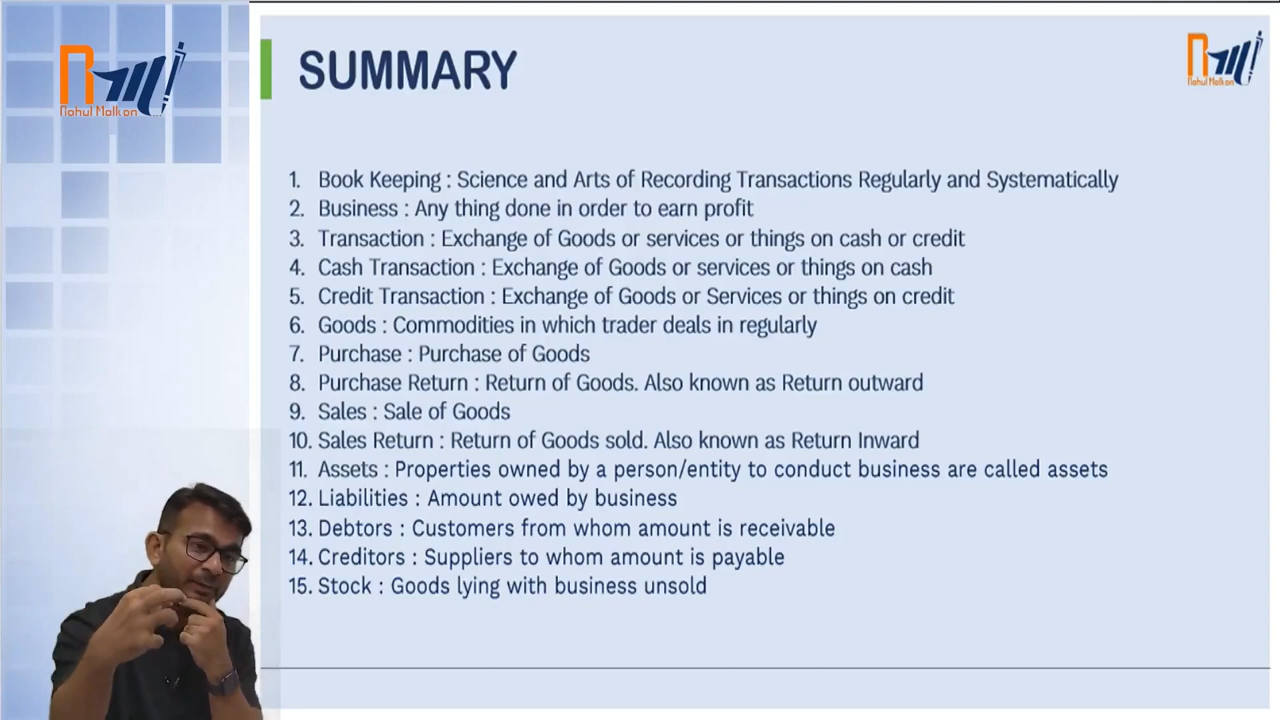 Rahul Malkan
SUMMARY
Rahul Malkan
1. Book Keeping : Science and Arts of Recording Transactions Regularly and Systematically
2. Business : Any thing done in order to earn profit
3. Transaction : Exchange of Goods or services or things on cash or credit
4. Cash Transaction : Exchange of Goods or services or things on cash
5. Credit Transaction : Exchange of Goods or Services or things on credit
6. Goods : Commodities in which trader deals in regularly
7. Purchase : Purchase of Goods
8. Purchase Return : Return of Goods. Also known as Return outward
9. Sales : Sale of Goods
10. Sales Return : Return of Goods sold. Also known as Return Inward
11. Assets : Properties owned by a person/entity to conduct business are called assets
12. Liabilities : Amount owed by business
13. Debtors : Customers from whom amount is receivable
14. Creditors : Suppliers to whom amount is payable
15. Stock : Goods lying with business unsold